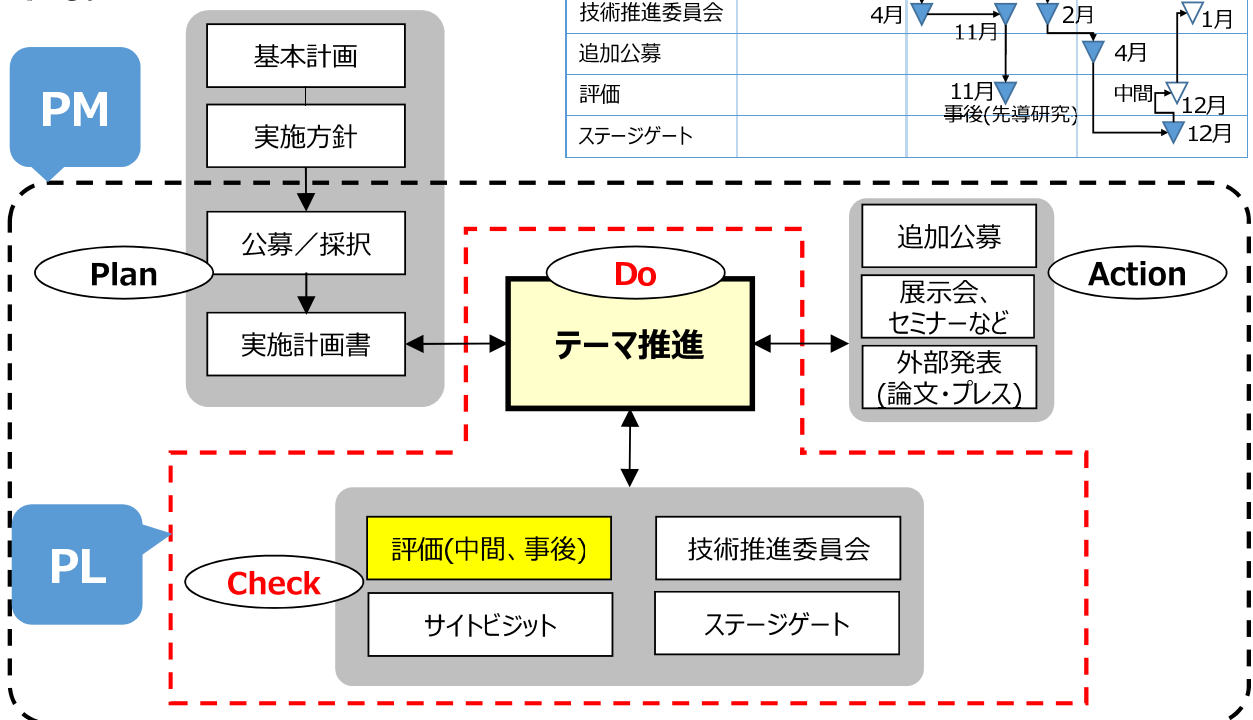 技術推進委員会
4月
11月
2月
1月
追加公募
4月
評価
11月
事後(先導研究)
中間
12月
ステージゲート
12月
PM
基本計画
実施方針
公募／採択
実施計画書
Plan
Do
テーマ推進
追加公募
展示会、
セミナーなど
外部発表
(論文・プレス)
Action
PL
Check
評価(中間、事後)
技術推進委員会
サイトビジット
ステージゲート